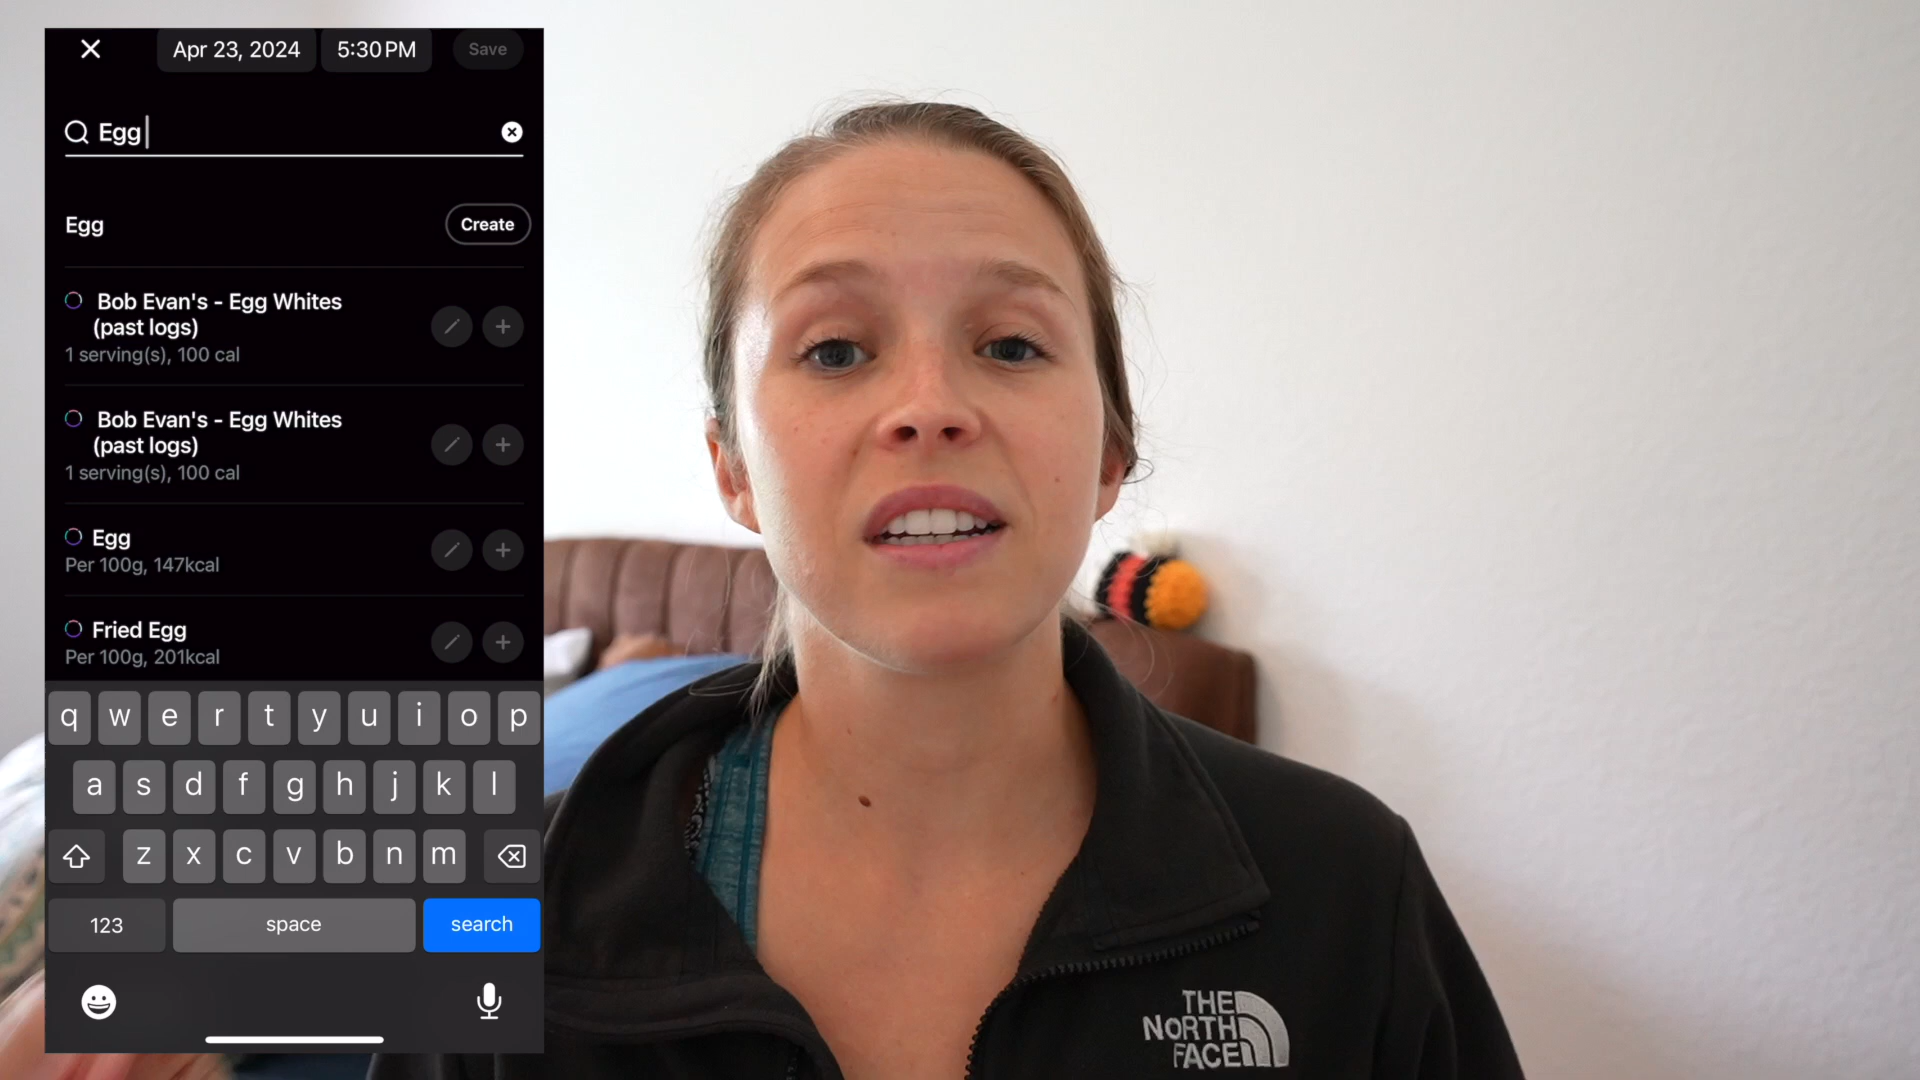 Apr 23, 2024 5:30 PM Save
Egg
Egg Create
Bob Evan's - Egg Whites
(past logs)
1 serving(s), 100 cal
Bob Evan's - Egg Whites
(past logs)
1 serving(s), 100 cal
Egg
Per 100g, 147kcal
Fried Egg
Per 100g, 201kcal
q w e r t y u i o p
a s d f g h j k l
z x c v b n m
123 space search
THE
NORTH
FACE